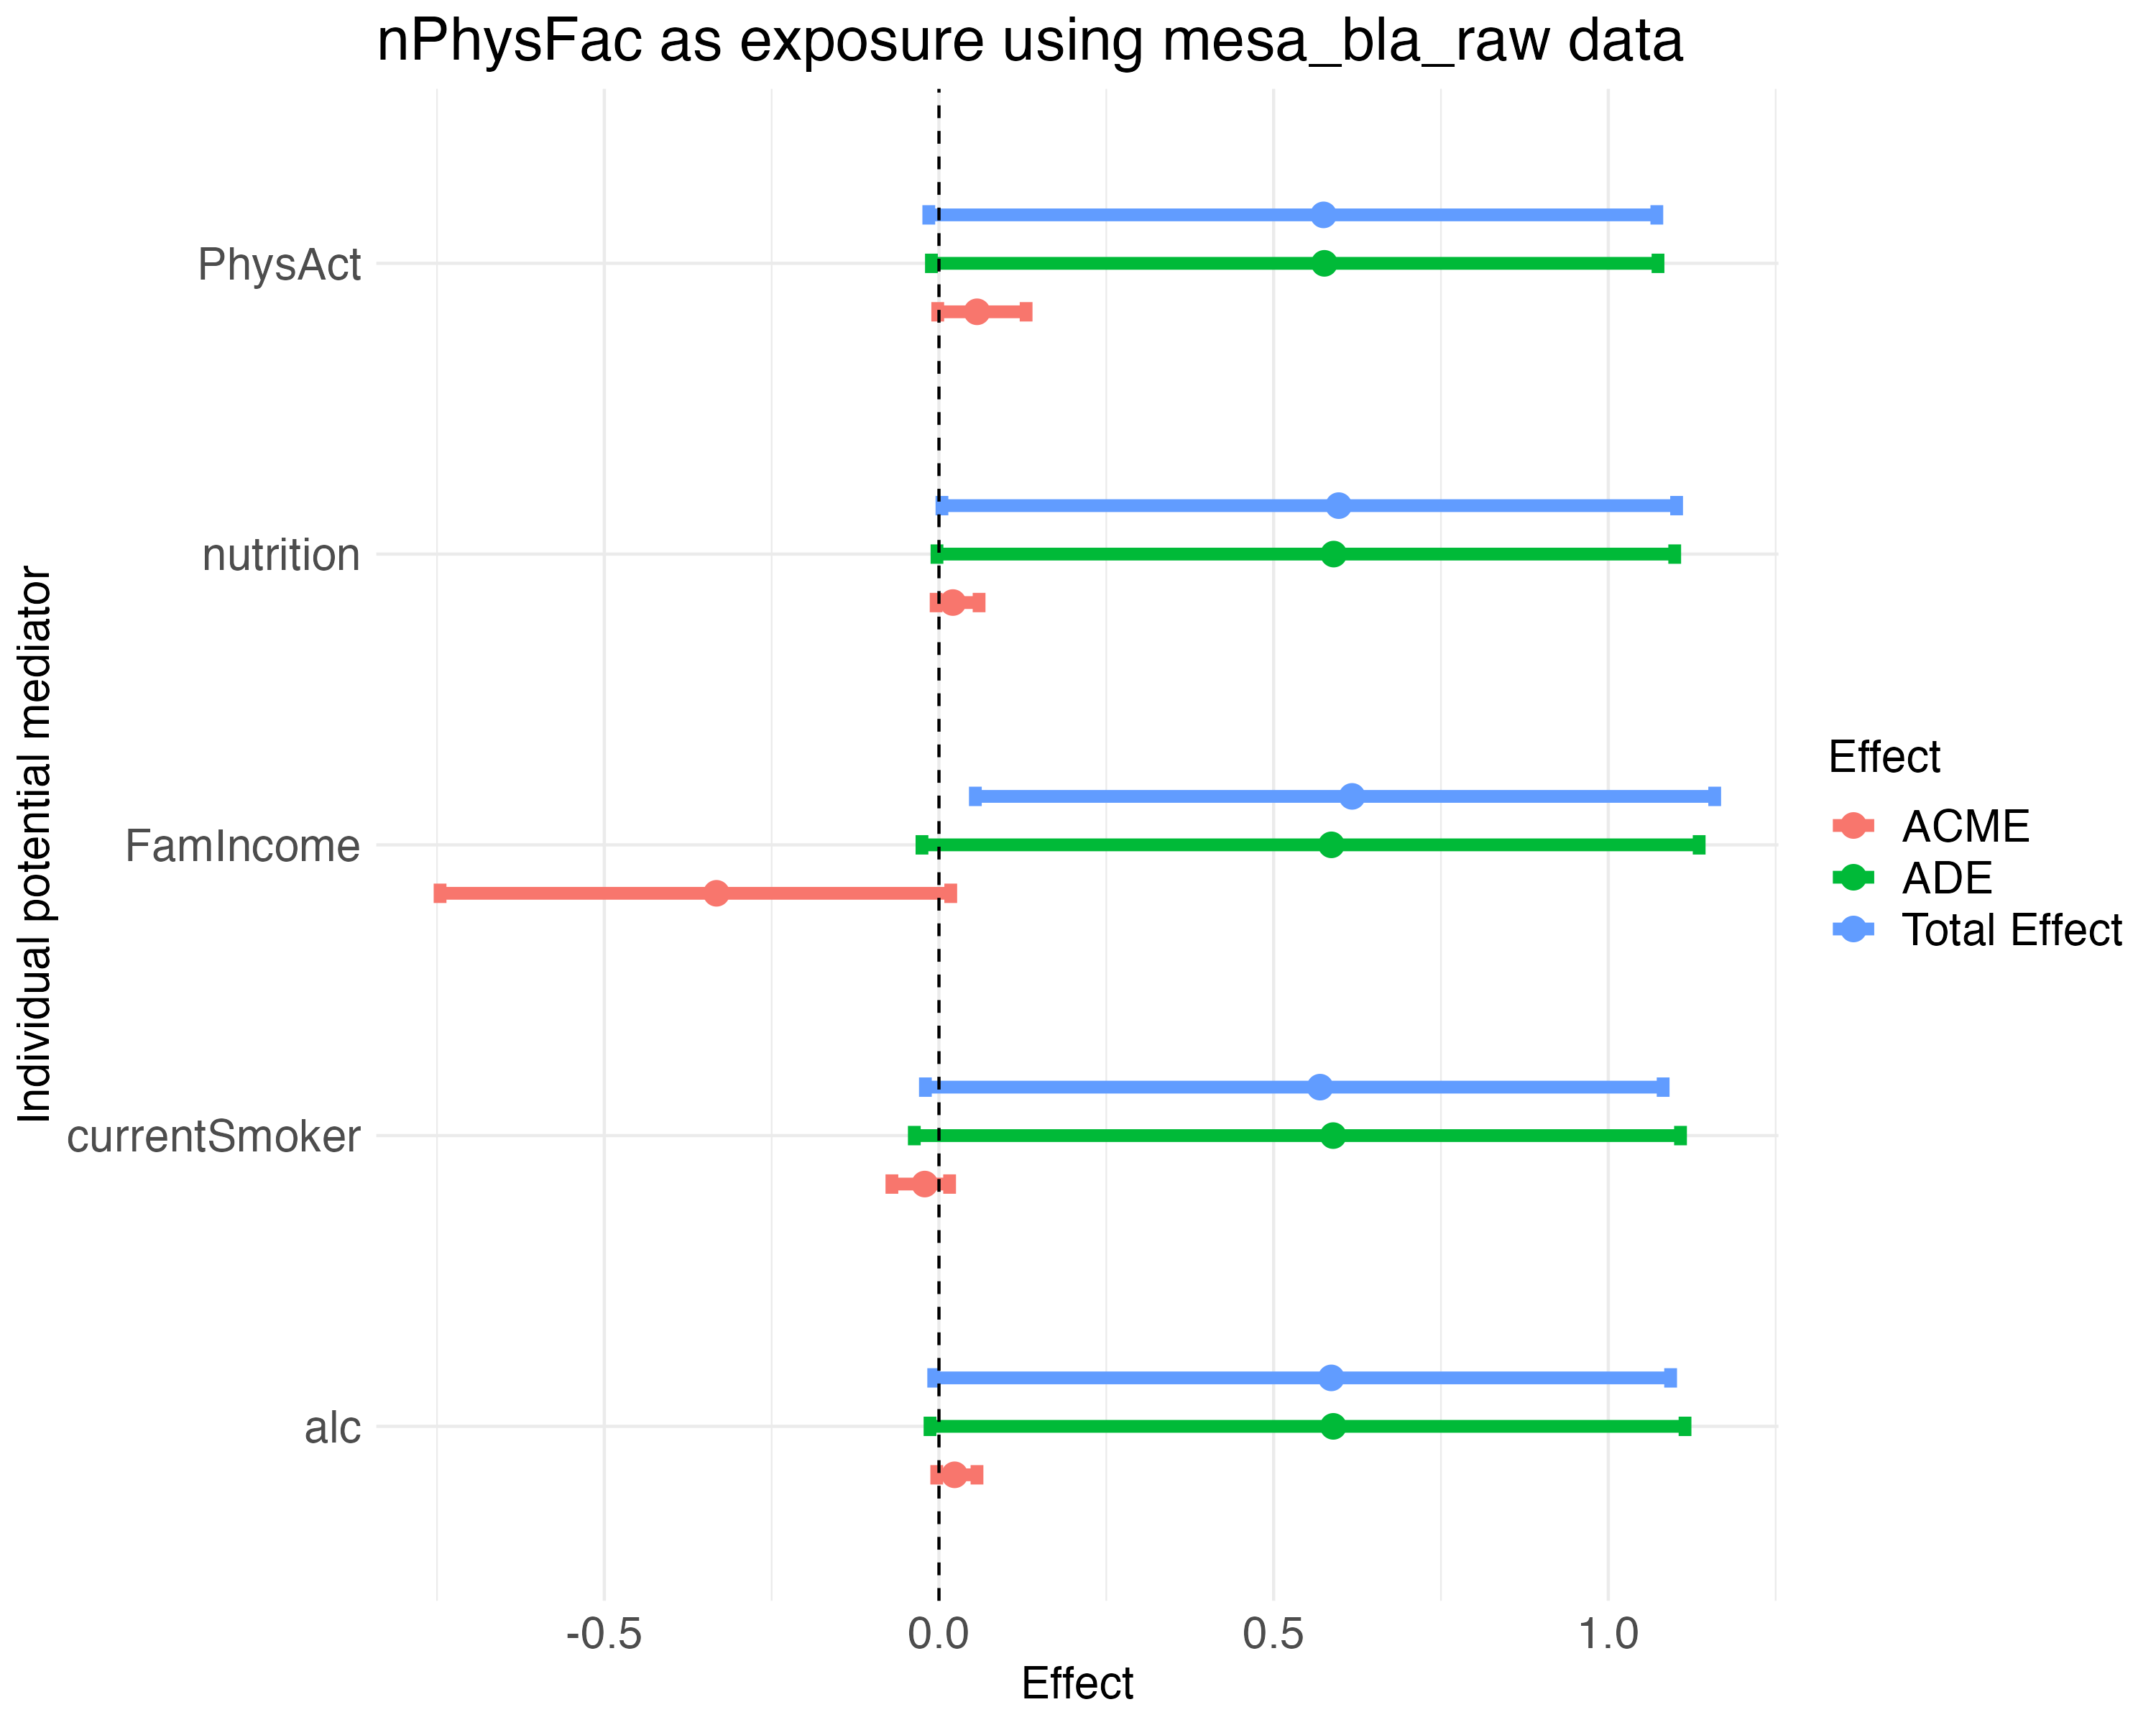 nPhysFac as exposure using mesa_bla_raw data
Individual potential mediator
PhysAct
nutrition
FamIncome
currentSmoker
alc
-0.5
0.0
0.5
1.0
Effect
Effect
ACME
ADE
Total Effect